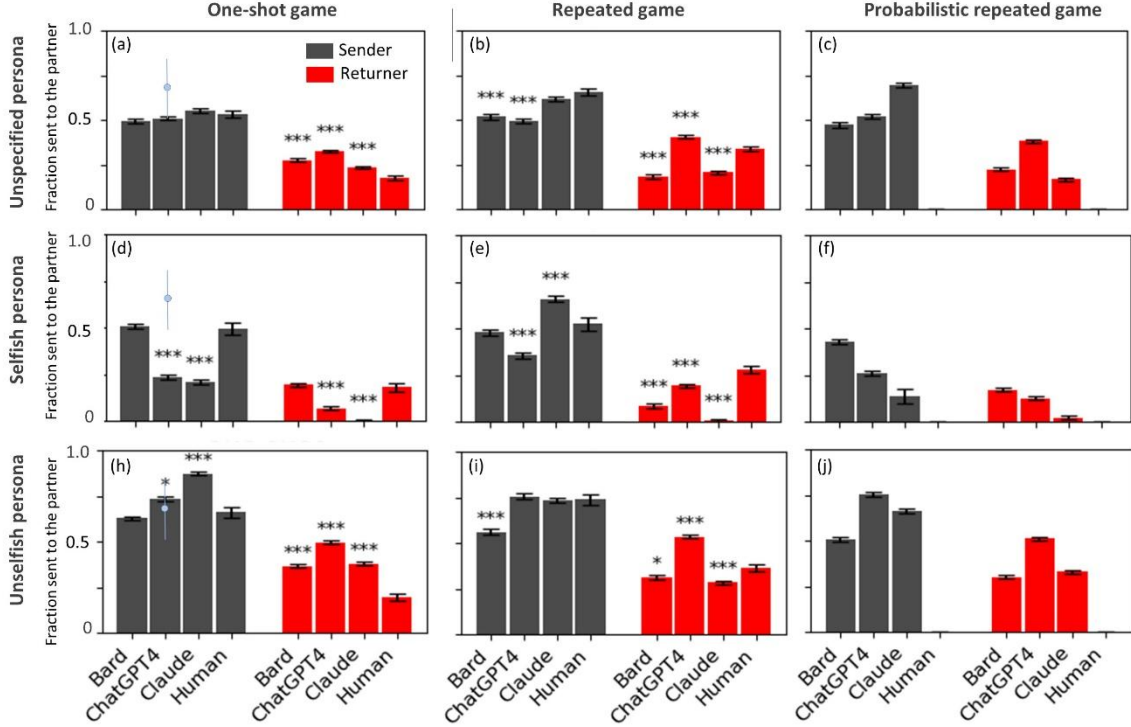 One-shot game
Repeated game
Probabilistic repeated game
Unspecified persona
Fraction sent to the partner
1.0
0.5
0
(a)
Sender
Returner
*** *** ***
(b)
*** ***
*** *** ***
(c)
Selfish persona
Fraction sent to the partner
1.0
0.5
0
(d)
*** ***
*** ***
(e)
*** ***
*** *** ***
(f)
Unselfish persona
Fraction sent to the partner
1.0
0.5
0
(h)
* ***
*** *** ***
(i)
***
* *** ***
(j)
Bard
ChatGPT4
Claude
Human
Bard
ChatGPT4
Claude
Human
Bard
ChatGPT4
Claude
Human
Bard
ChatGPT4
Claude
Human
Bard
ChatGPT4
Claude
Human
Bard
ChatGPT4
Claude
Human